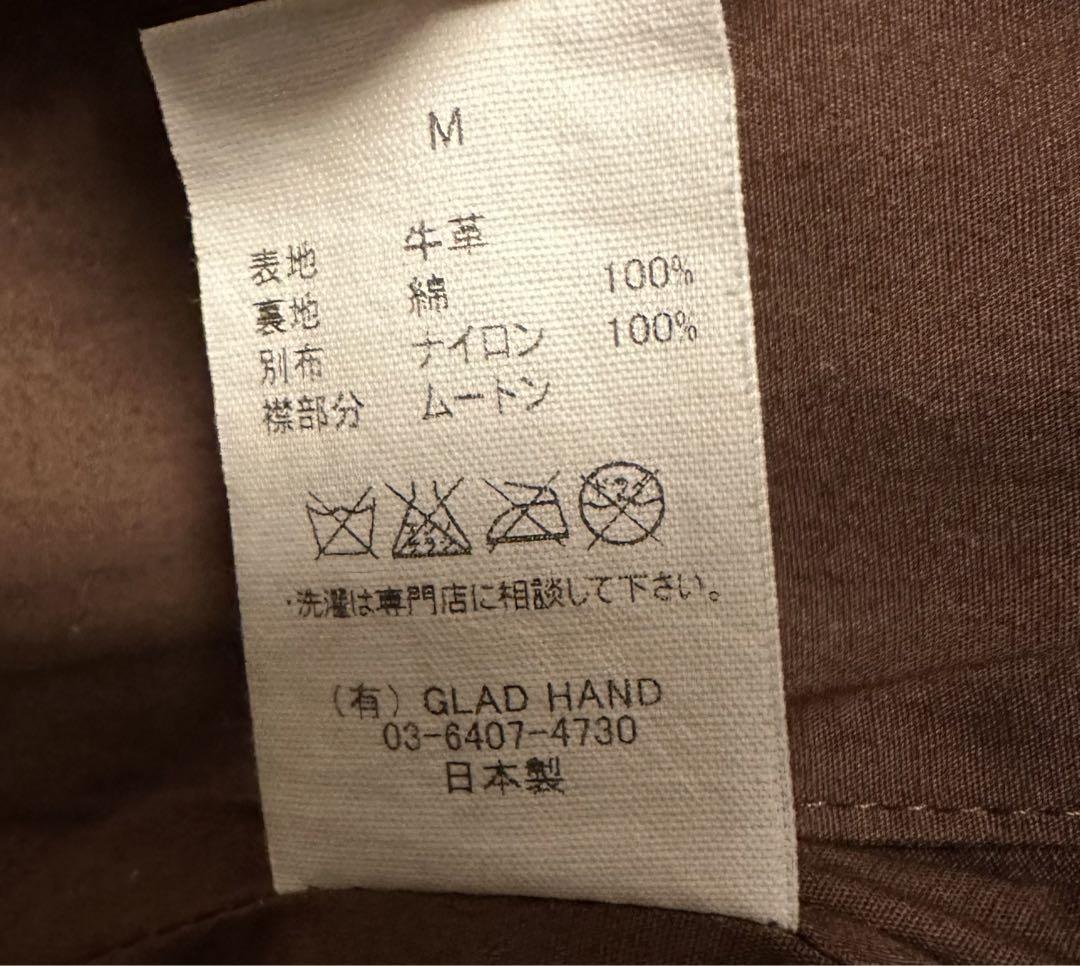 M
表地 牛革
裏地 綿 100%
別布 ナイロン 100%
襟部分 ムートン
・洗濯は専門店に相談して下さい。
(有) GLAD HAND
03-6407-4730
日本製